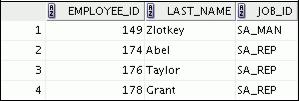 EMPLOYEE_ID LAST_NAME JOB_ID
1 149 Zlotkey SA_MAN
2 174 Abel SA_REP
3 176 Taylor SA_REP
4 178 Grant SA_REP